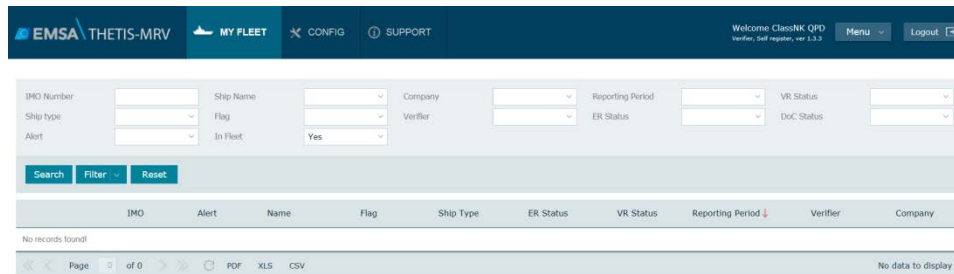 EMSA THETIS-MRV MY FLEET CONFIG SUPPORT Welcome ClassNK QPD Menu Logout
Verifier, Self register, ver 1.3.3
IMO Number Ship Name Company Reporting Period VR Status
Ship type Flag Verifier ER Status DoC Status
Alert In Fleet Yes
Search Filter Reset
IMO Alert Name Flag Ship Type ER Status VR Status Reporting Period Verifier Company
No records found!
Page 0 of 0 PDF XLS CSV No data to display